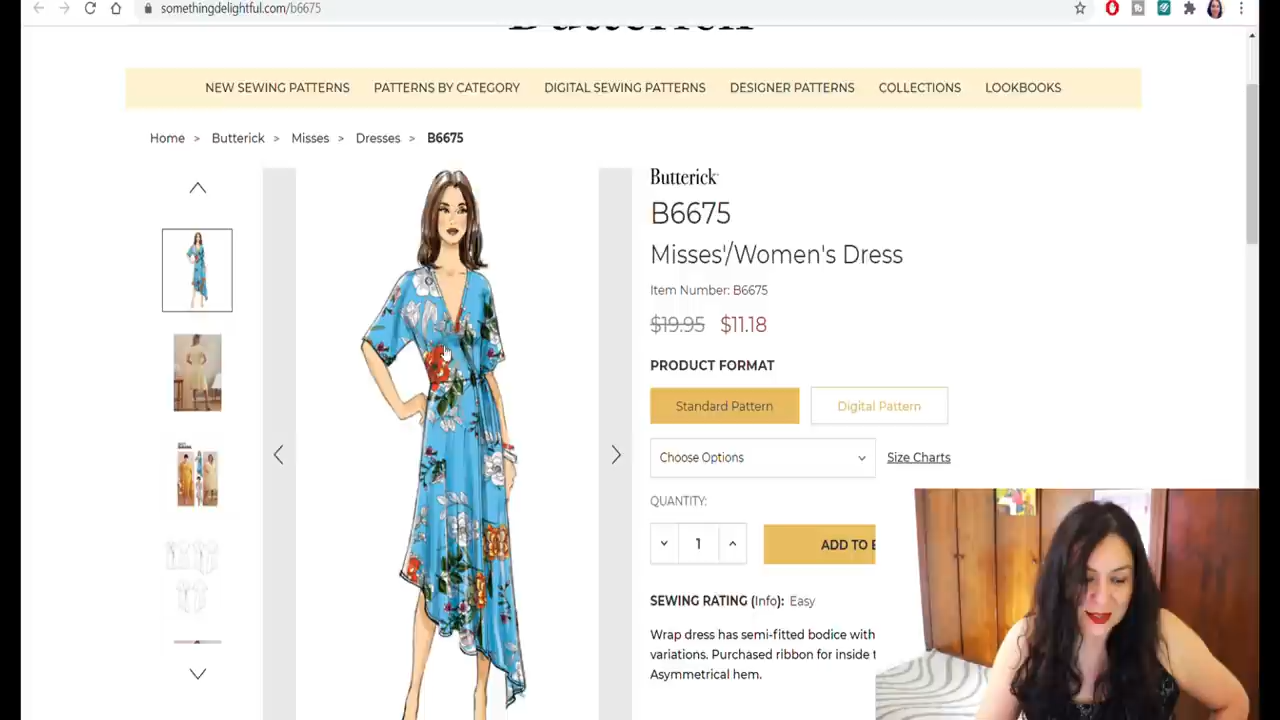 somethingdelightful.com/b6675
Butterick
NEW SEWING PATTERNS PATTERNS BY CATEGORY DIGITAL SEWING PATTERNS DESIGNER PATTERNS COLLECTIONS LOOKBOOKS
Home > Butterick > Misses > Dresses > B6675
Butterick
B6675
Misses'/Women's Dress
Item Number: B6675
$19.95 $11.18
PRODUCT FORMAT
Standard Pattern Digital Pattern
Choose Options Size Charts
QUANTITY:
1 ADD TO
SEWING RATING (Info): Easy
Wrap dress has semi-fitted bodice with
variations. Purchased ribbon for inside
Asymmetrical hem.